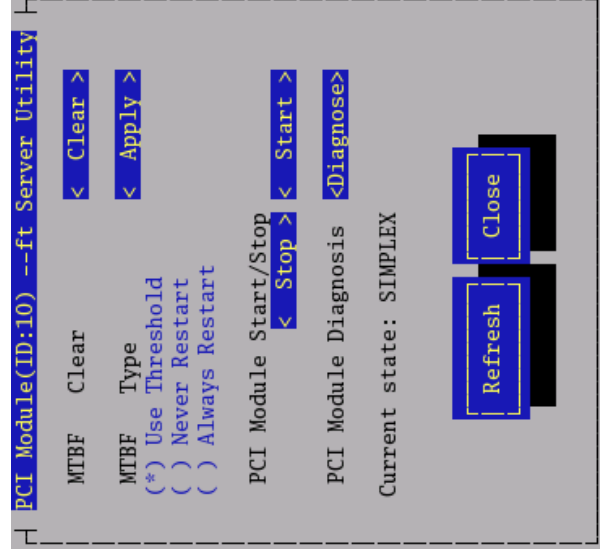 PCI Module(ID:10) --ft Server Utility
MTBF Clear < Clear >
MTBF Type < Apply >
(*) Use Threshold
( ) Never Restart
( ) Always Restart
PCI Module Start/Stop
< Stop > < Start >
PCI Module Diagnosis <Diagnose>
Current state: SIMPLEX
Refresh Close